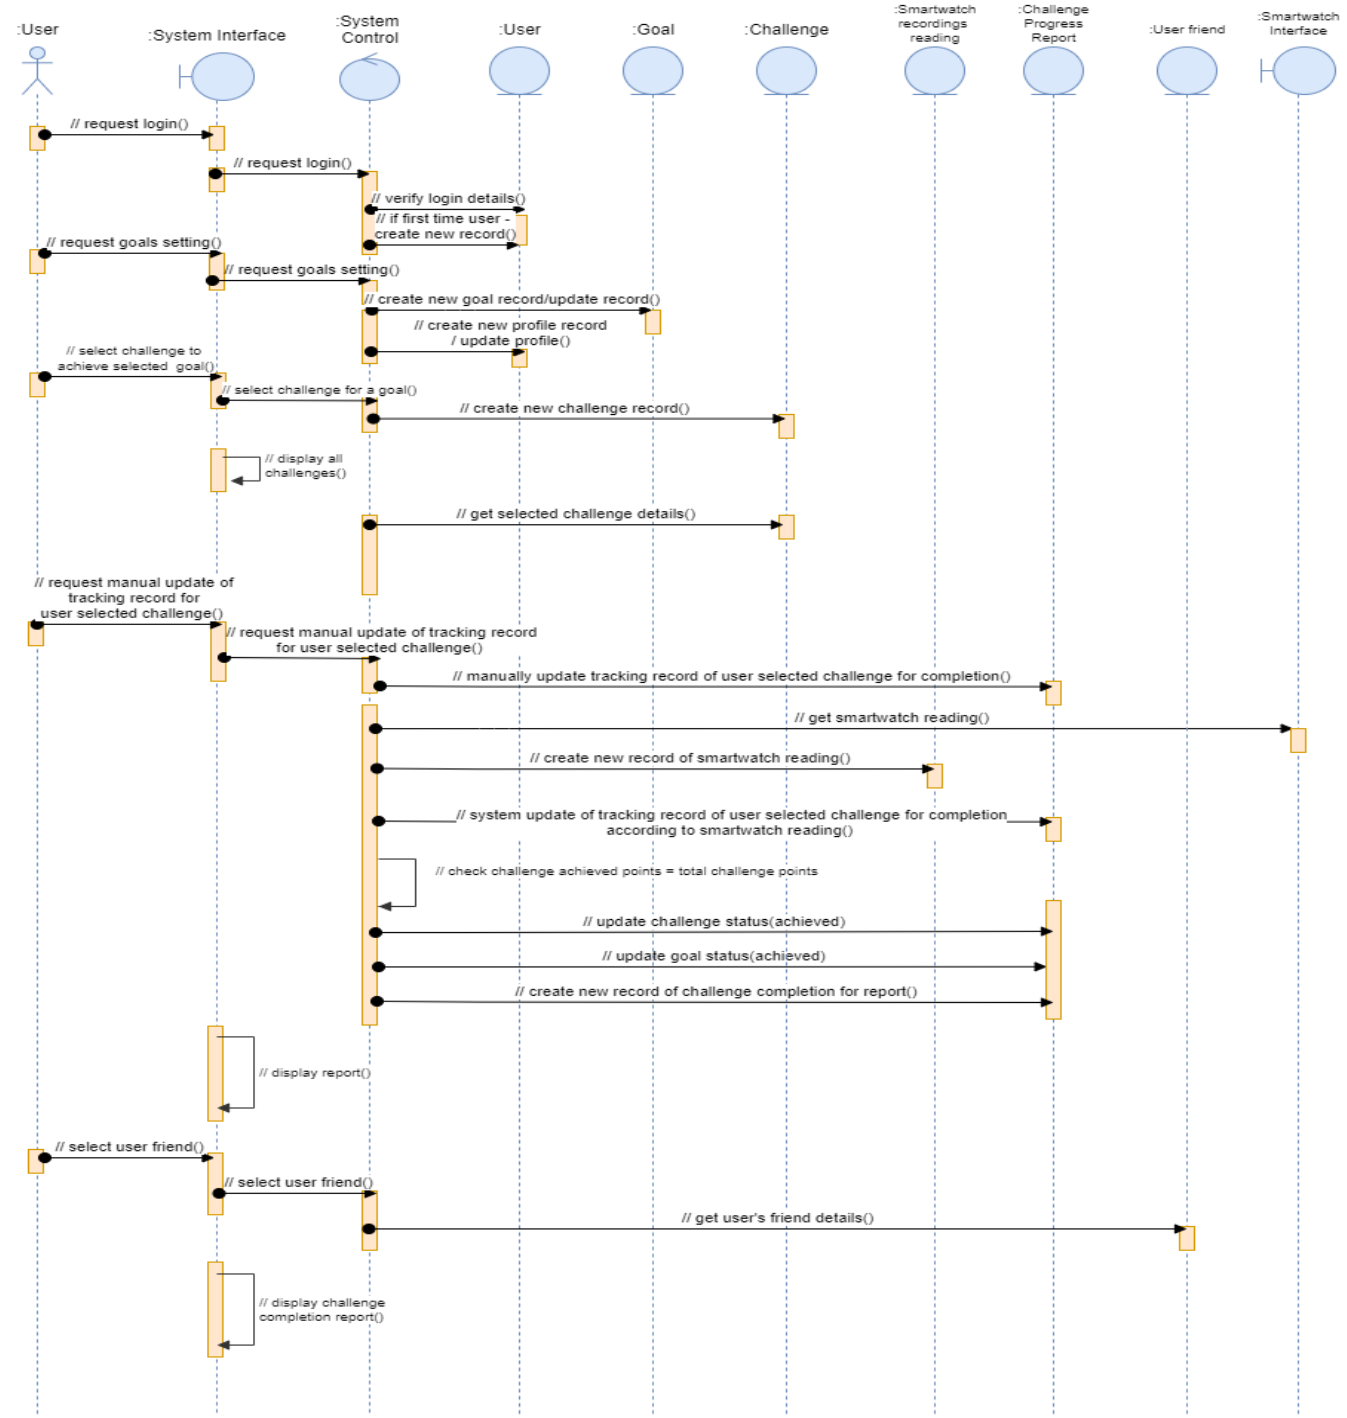 :User
:System Interface
:System
Control
:User
:Goal
:Challenge
:Smartwatch
recordings
reading
:Challenge
Progress
Report
:User friend
:Smartwatch
Interface
// request login()
// request login()
// verify login details()
// if first time user -
create new record()
// request goals setting()
// request goals setting()
// create new goal record/update record()
// create new profile record
/ update profile()
// select challenge to
achieve selected goal()
// select challenge for a goal()
// create new challenge record()
// display all
challenges()
// get selected challenge details()
// request manual update of
tracking record for
user selected challenge()
// request manual update of tracking record
for user selected challenge()
// manually update tracking record of user selected challenge for completion()
// get smartwatch reading()
// create new record of smartwatch reading()
// system update of tracking record of user selected challenge for completion
according to smartwatch reading()
// check challenge achieved points = total challenge points
// update challenge status(achieved)
// update goal status(achieved)
// create new record of challenge completion for report()
// display report()
// select user friend()
// select user friend()
// get user's friend details()
// display challenge
completion report()